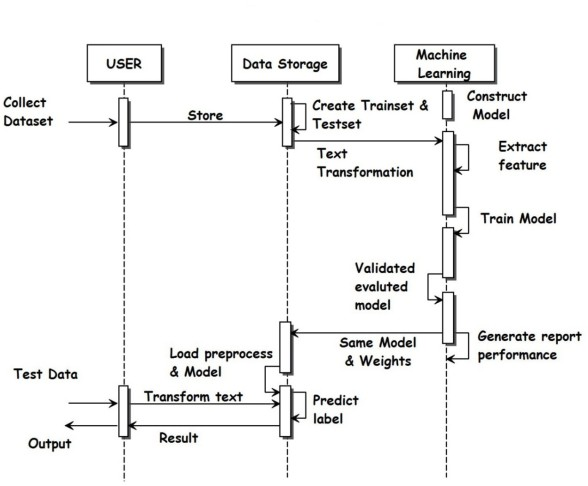 USER
Data Storage
Machine
Learning
Collect
Dataset
Store
Create Trainset &
Testset
Construct
Model
Text
Transformation
Extract
feature
Train Model
Validated
evaluted
model
Same Model
& Weights
Generate report
performance
Load preprocess
& Model
Test Data
Transform text
Predict
label
Output
Result